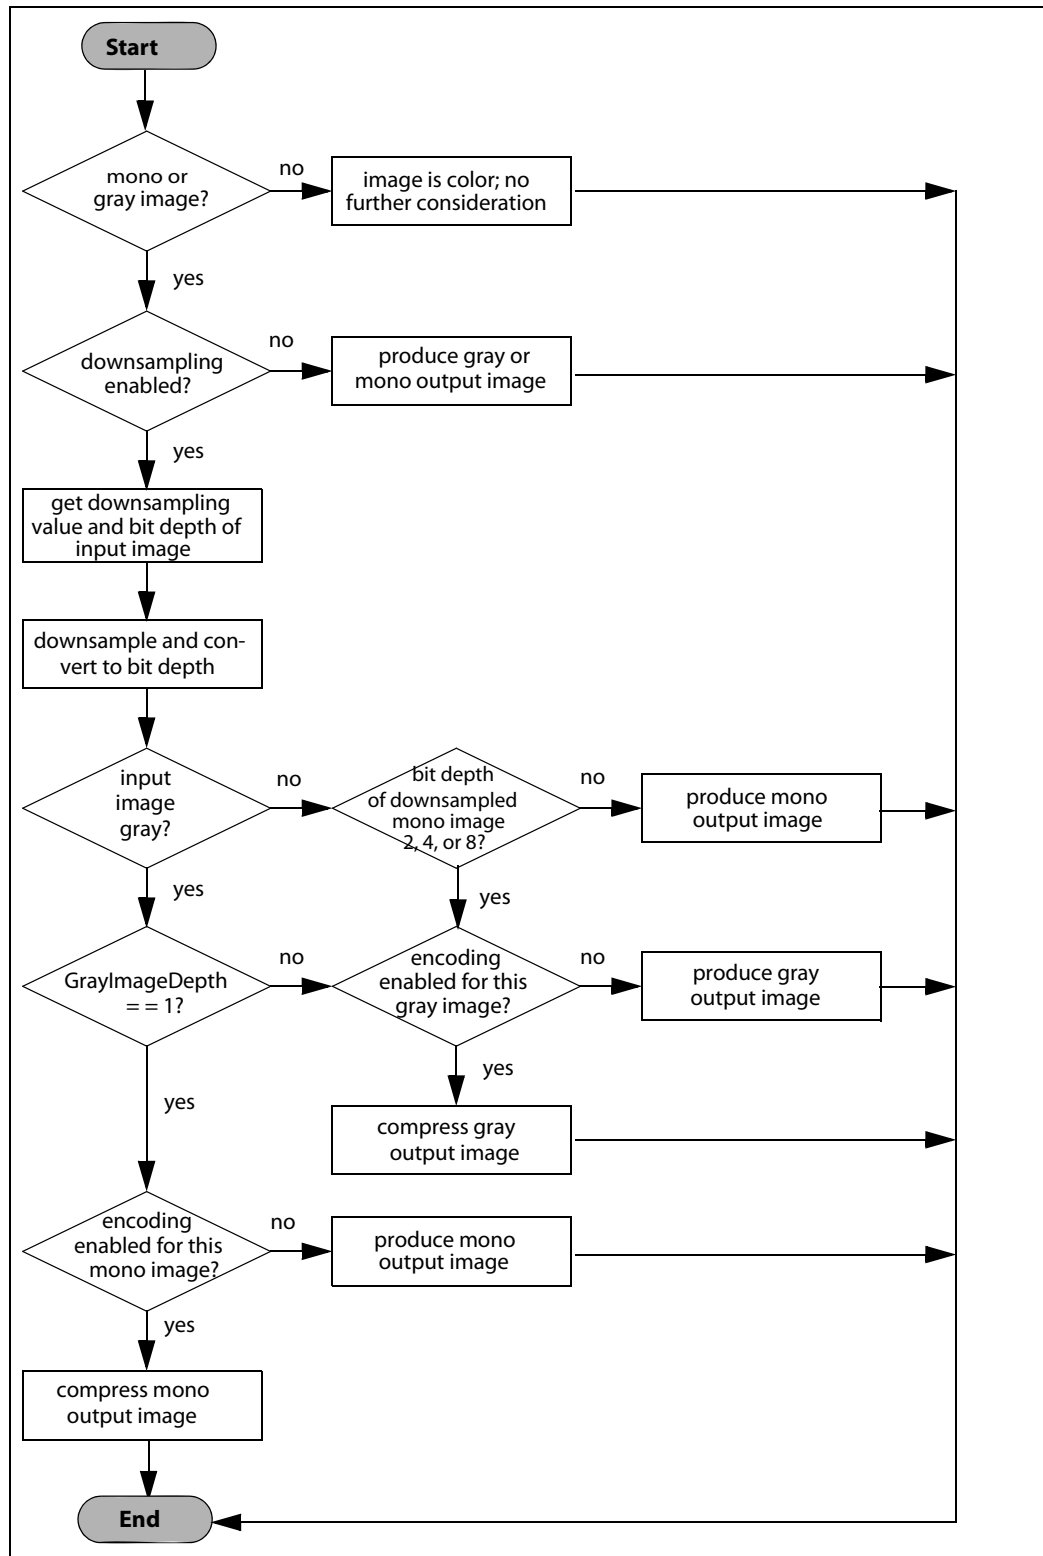 Start
mono or
gray image?
no
image is color; no
further consideration
yes
downsampling
enabled?
no
produce gray or
mono output image
yes
get downsampling
value and bit depth of
input image
downsample and con-
vert to bit depth
input
image
gray?
no
bit depth
of downsampled
mono image
2, 4, or 8?
no
produce mono
output image
yes
yes
GrayImageDepth
= = 1?
no
encoding
enabled for this
gray image?
no
produce gray
output image
yes
yes
compress gray
output image
encoding
enabled for this
mono image?
no
produce mono
output image
yes
compress mono
output image
End